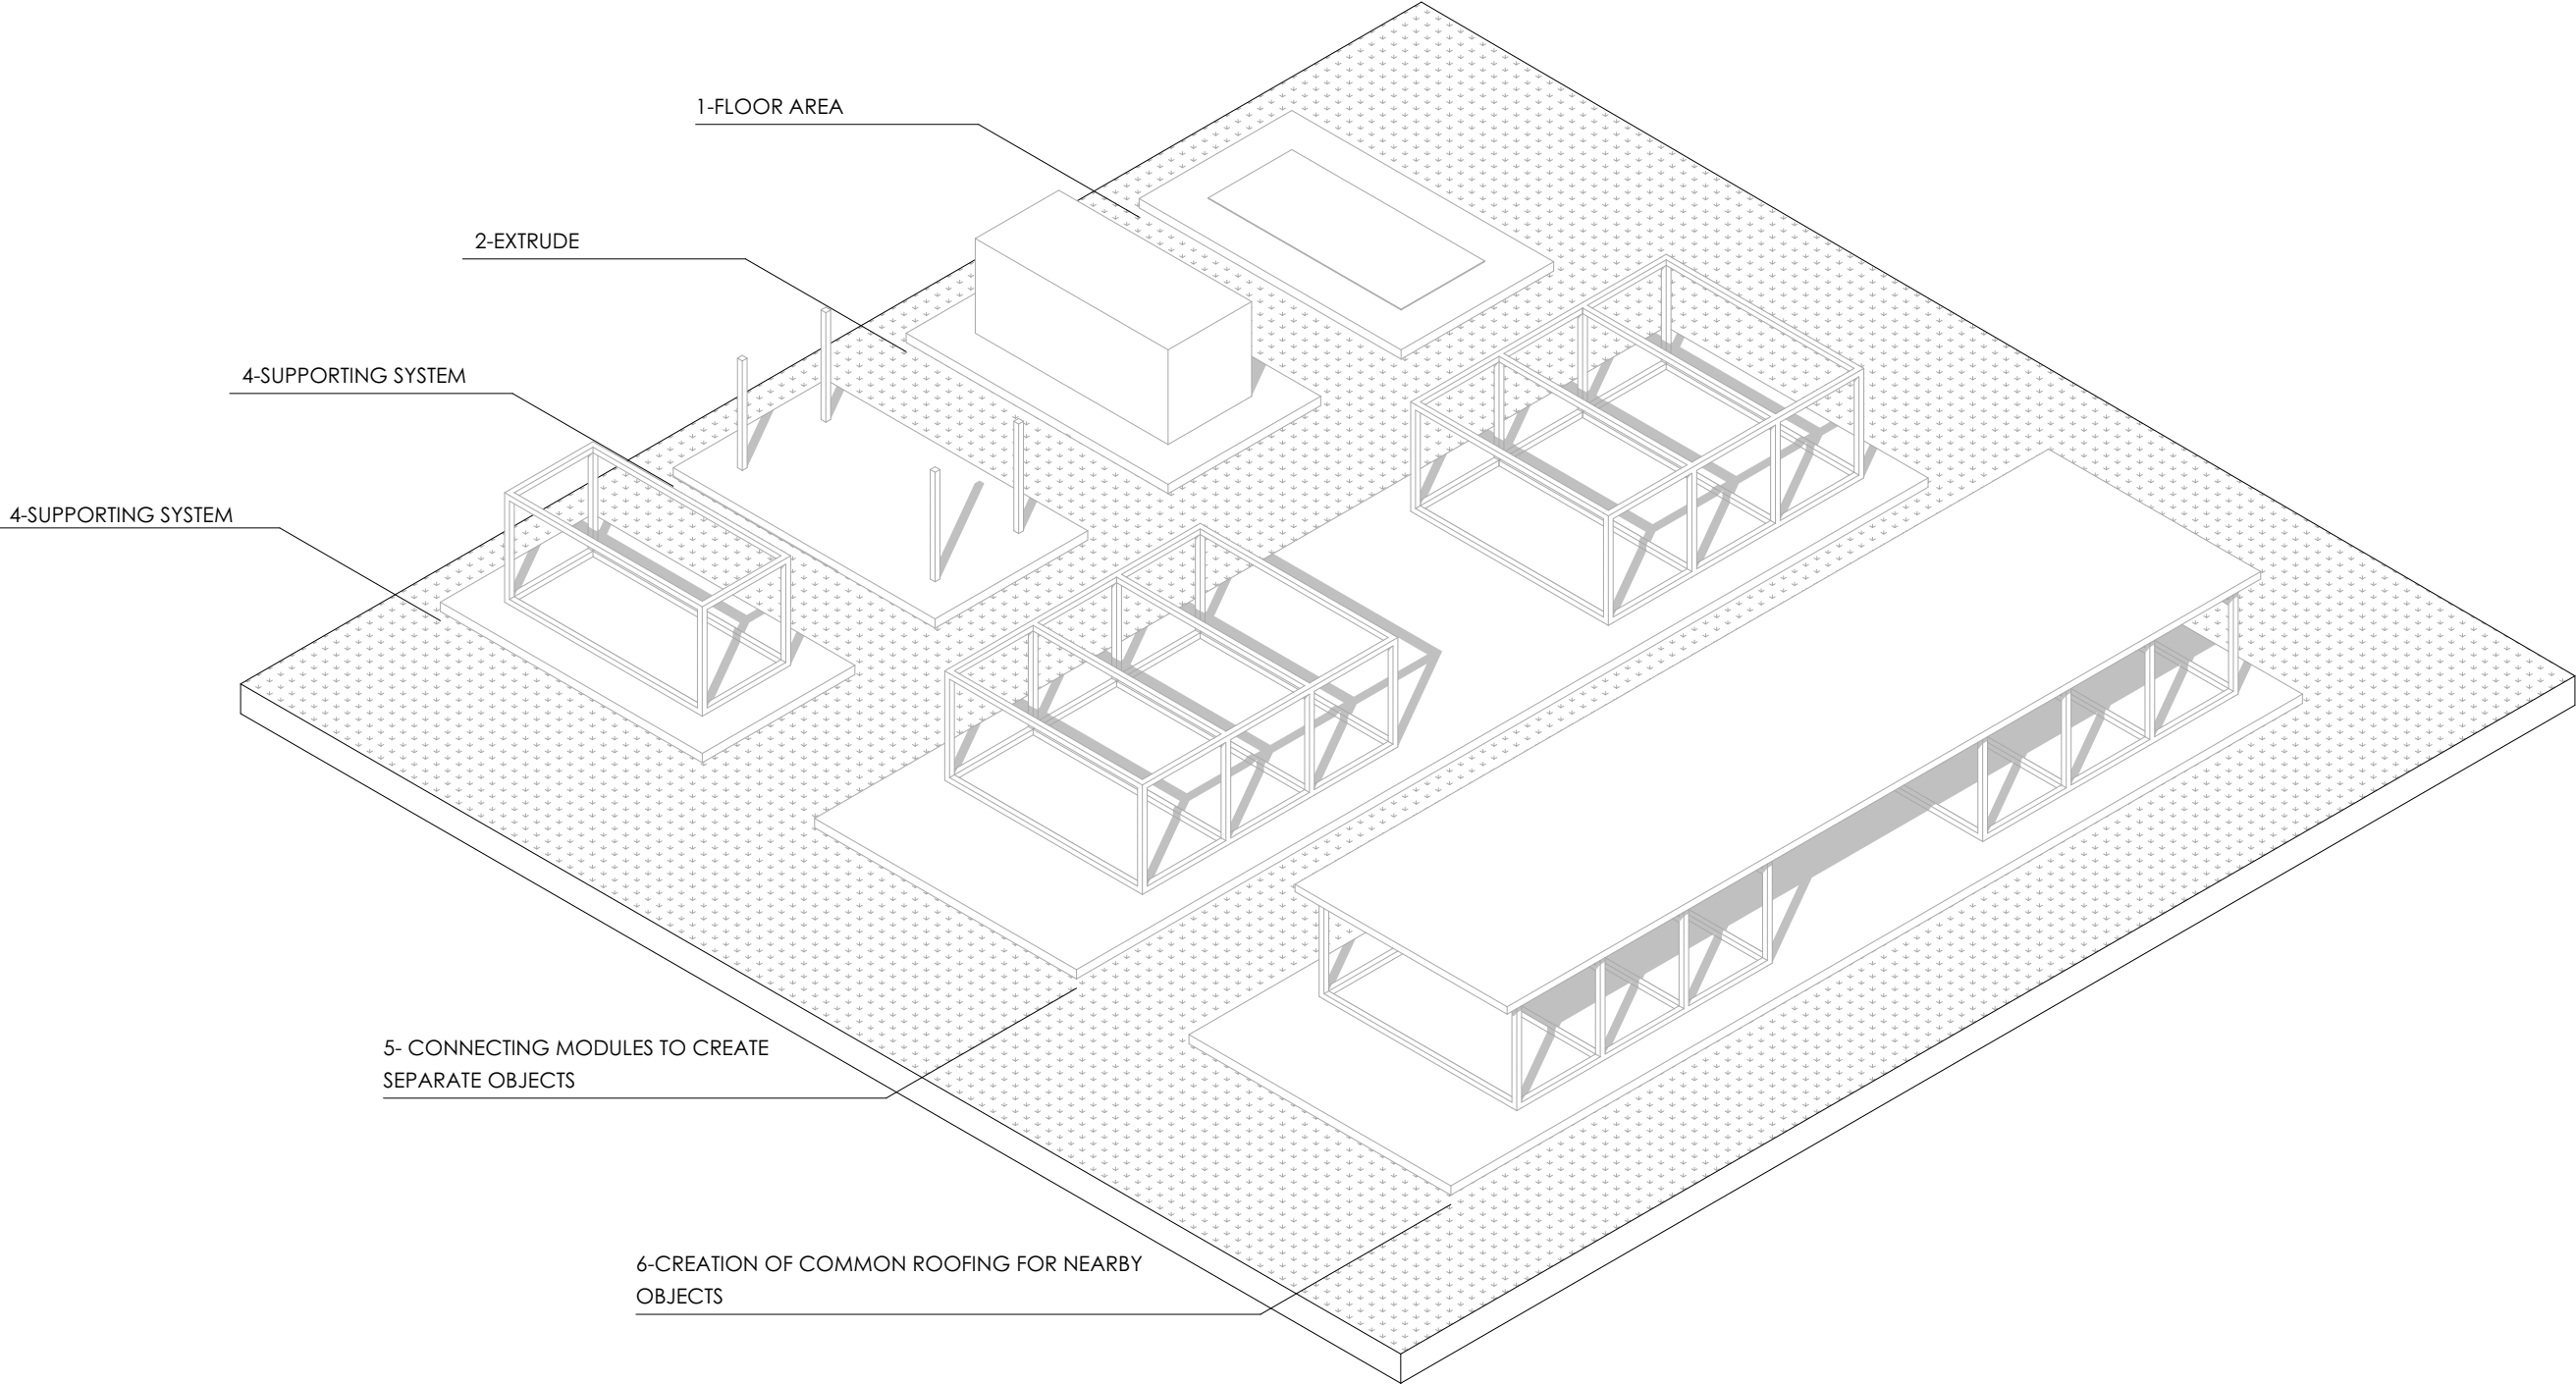 1-FLOOR AREA
2-EXTRUDE
4-SUPPORTING SYSTEM
4-SUPPORTING SYSTEM
5- CONNECTING MODULES TO CREATE
SEPARATE OBJECTS
6-CREATION OF COMMON ROOFING FOR NEARBY
OBJECTS